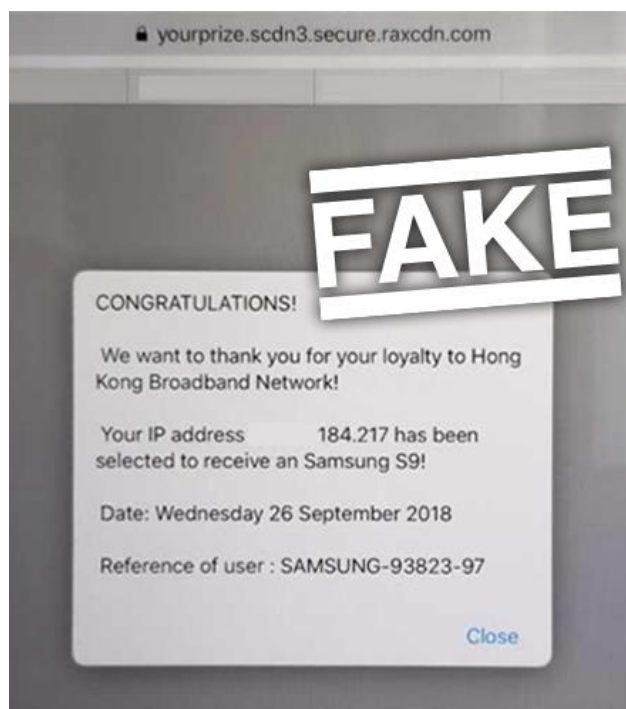 yourprize.scdn3.secure.raxcdn.com
FAKE
CONGRATULATIONS!
We want to thank you for your loyalty to Hong
Kong Broadband Network!
Your IP address 184.217 has been
selected to receive an Samsung S9!
Date: Wednesday 26 September 2018
Reference of user : SAMSUNG-93823-97
Close